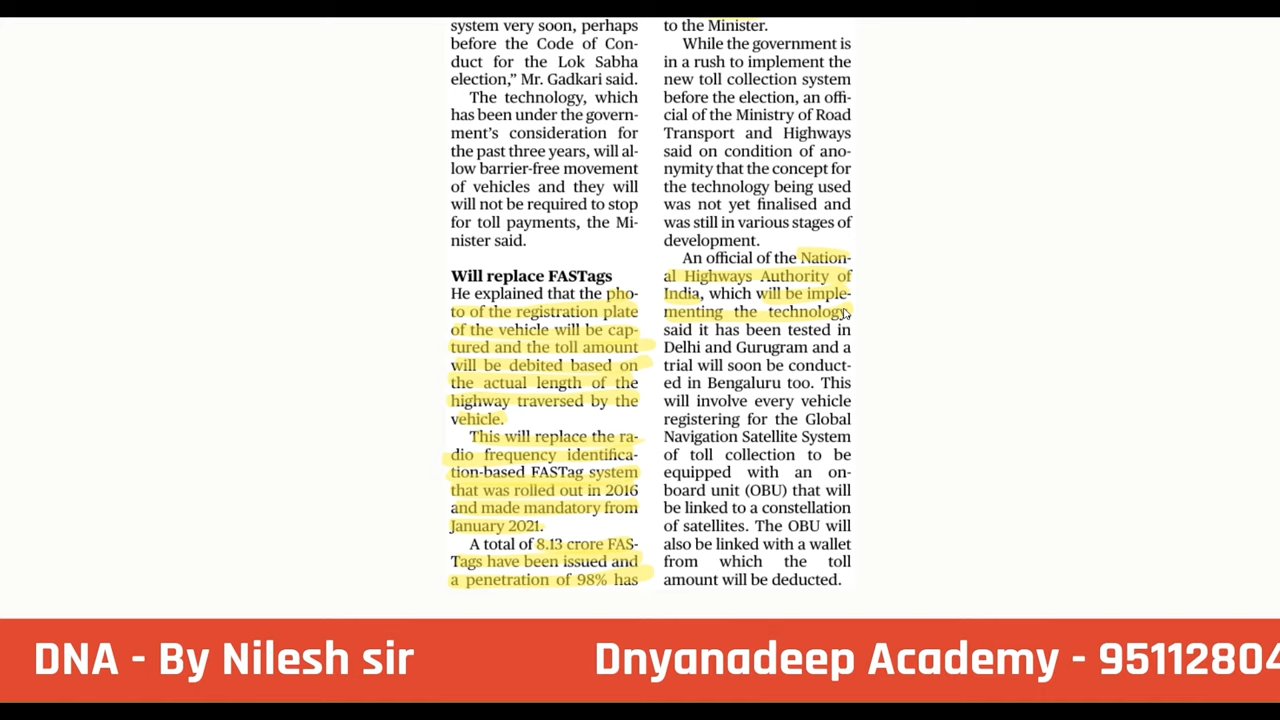 system very soon, perhaps
before the Code of Con-
duct for the Lok Sabha
election,” Mr. Gadkari said.
The technology, which
has been under the govern-
ment’s consideration for
the past three years, will al-
low barrier-free movement
of vehicles and they will
will not be required to stop
for toll payments, the Mi-
nister said.
Will replace FASTags
He explained that the pho-
to of the registration plate
of the vehicle will be cap-
tured and the toll amount
will be debited based on
the actual length of the
highway traversed by the
vehicle.
This will replace the ra-
dio frequency identifica-
tion-based FASTag system
that was rolled out in 2016
and made mandatory from
January 2021.
A total of 8.13 crore FAS-
Tags have been issued and
a penetration of 98% has
to the Minister.
While the government is
in a rush to implement the
new toll collection system
before the election, an offi-
cial of the Ministry of Road
Transport and Highways
said on condition of ano-
nymity that the concept for
the technology being used
was not yet finalised and
was still in various stages of
development.
An official of the Nation-
al Highways Authority of
India, which will be imple-
menting the technology,
said it has been tested in
Delhi and Gurugram and a
trial will soon be conduct-
ed in Bengaluru too. This
will involve every vehicle
registering for the Global
Navigation Satellite System
of toll collection to be
equipped with an on-
board unit (OBU) that will
be linked to a constellation
of satellites. The OBU will
also be linked with a wallet
from which the toll
amount will be deducted.
DNA - By Nilesh sir Dnyanadeep Academy - 95112804